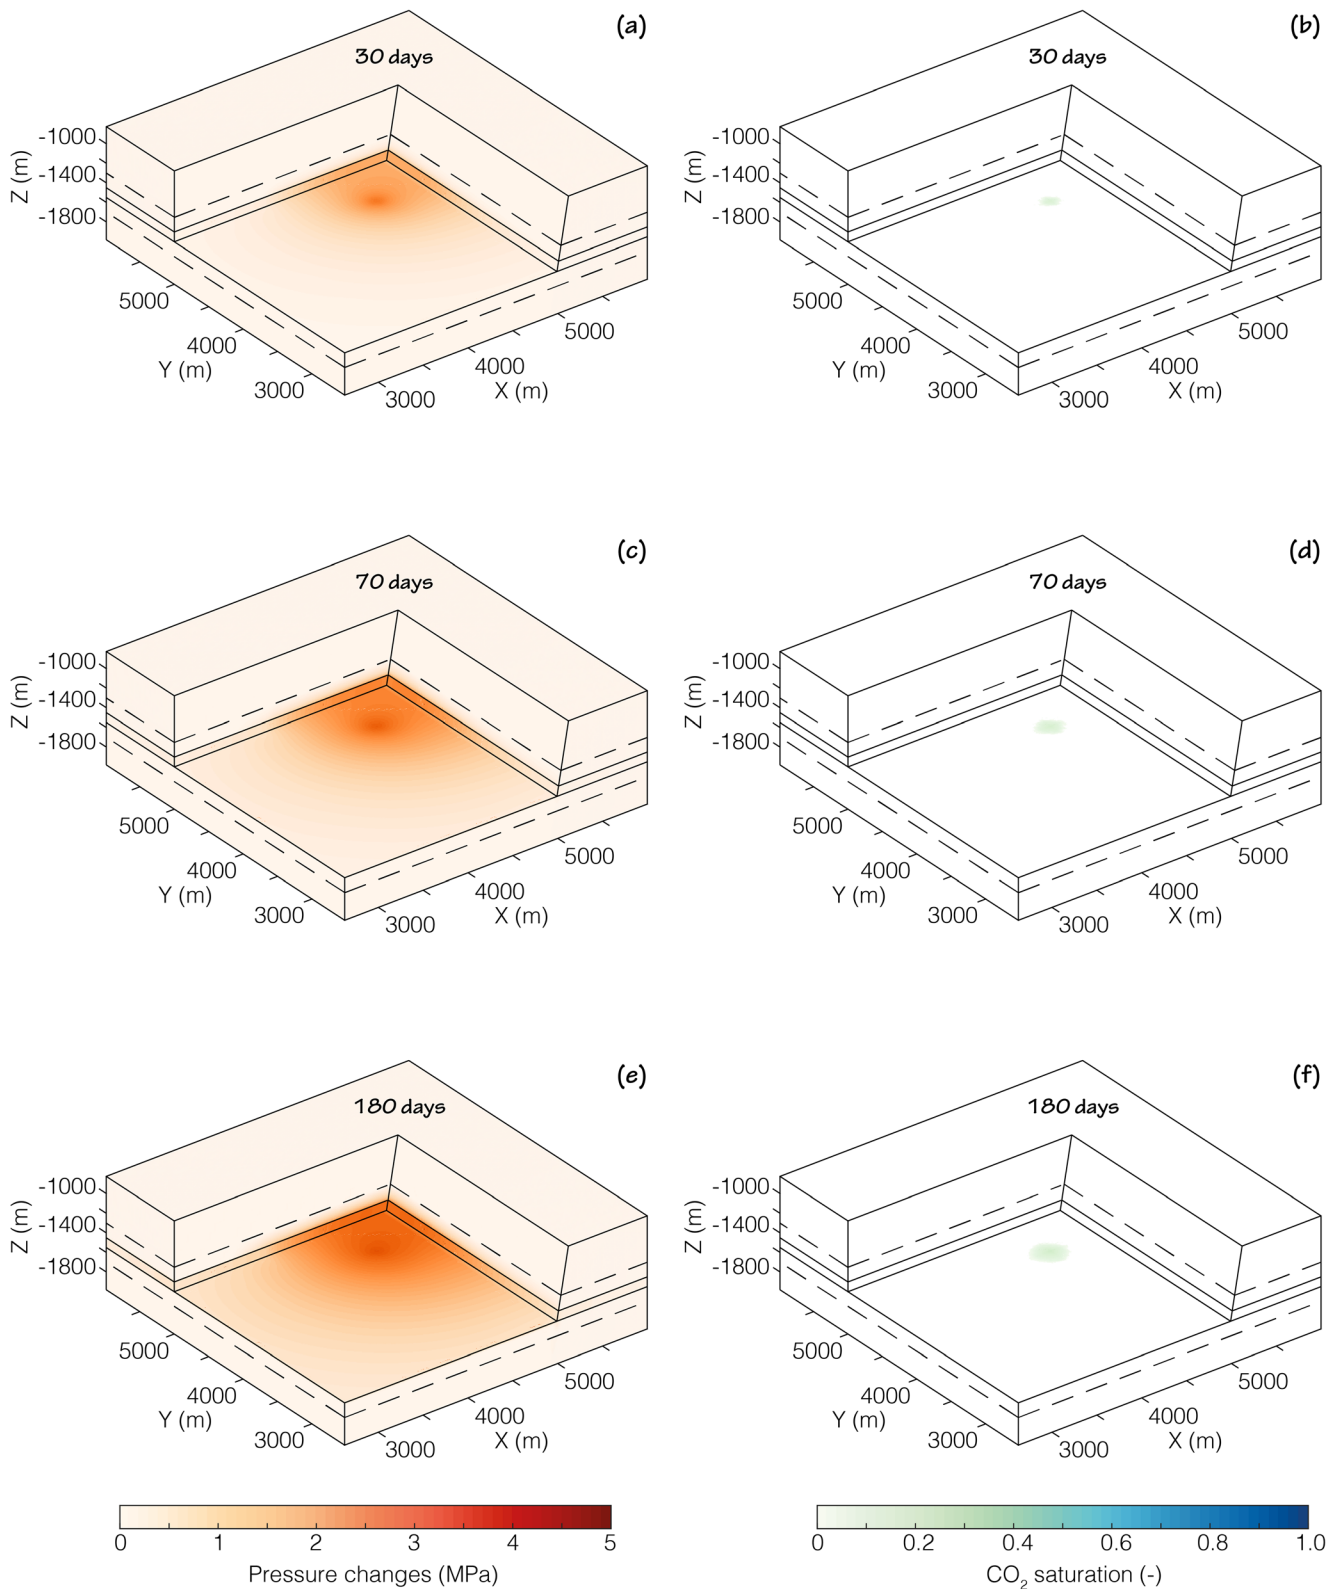 (a)
30 days
-1000
-1400
-1800
Z (m)
5000
4000
3000
Y (m)
3000
4000
5000
X (m)
(b)
30 days
-1000
-1400
-1800
Z (m)
5000
4000
3000
Y (m)
3000
4000
5000
X (m)
(c)
70 days
-1000
-1400
-1800
Z (m)
5000
4000
3000
Y (m)
3000
4000
5000
X (m)
(d)
70 days
-1000
-1400
-1800
Z (m)
5000
4000
3000
Y (m)
3000
4000
5000
X (m)
(e)
180 days
-1000
-1400
-1800
Z (m)
5000
4000
3000
Y (m)
3000
4000
5000
X (m)
(f)
180 days
-1000
-1400
-1800
Z (m)
5000
4000
3000
Y (m)
3000
4000
5000
X (m)
0 1 2 3 4 5
Pressure changes (MPa)
0 0.2 0.4 0.6 0.8 1.0
CO₂ saturation (-)